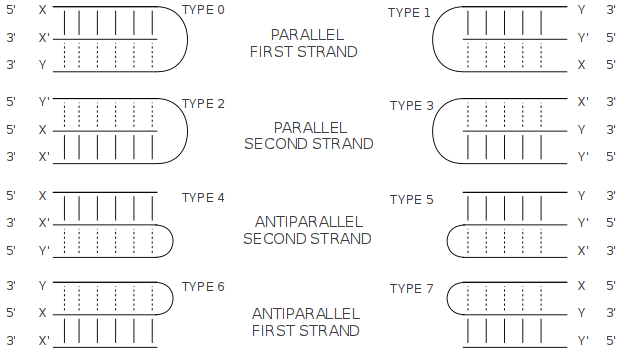 5' X TYPE 0 TYPE 1 Y 3'
3' X' PARALLEL Y' 5'
FIRST STRAND
3' Y X 5'
5' Y' TYPE 2 TYPE 3 X' 3'
5' X PARALLEL Y 3'
SECOND STRAND
3' X' Y' 5'
5' X TYPE 4 TYPE 5 Y 3'
3' X' ANTIPARALLEL Y' 5'
SECOND STRAND
5' Y' X' 3'
3' Y TYPE 6 TYPE 7 X 5'
5' X ANTIPARALLEL Y 3'
FIRST STRAND
3' X' Y' 5'